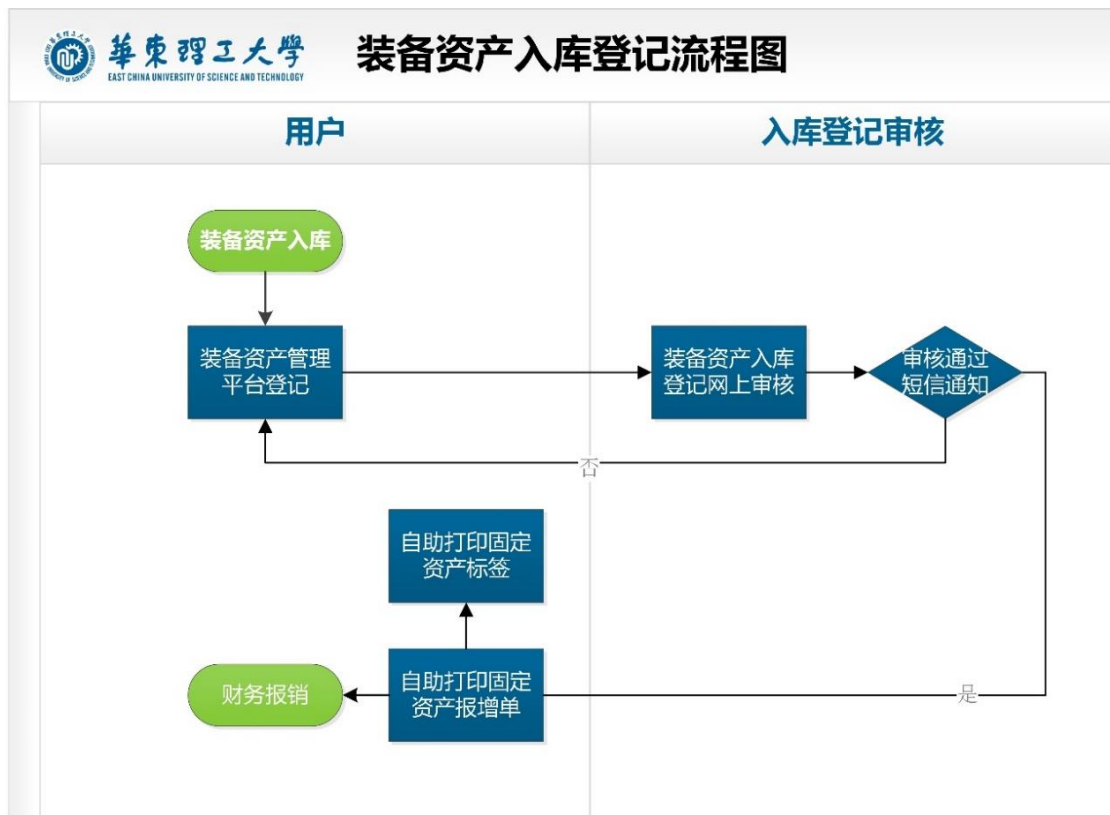 華東理工大學
EAST CHINA UNIVERSITY OF SCIENCE AND TECHNOLOGY
装备资产入库登记流程图
用户
入库登记审核
装备资产入库
装备资产管理
平台登记
装备资产入库
登记网上审核
审核通过
短信通知
否
自助打印固定
资产标签
财务报销
自助打印固定
资产报增单
是